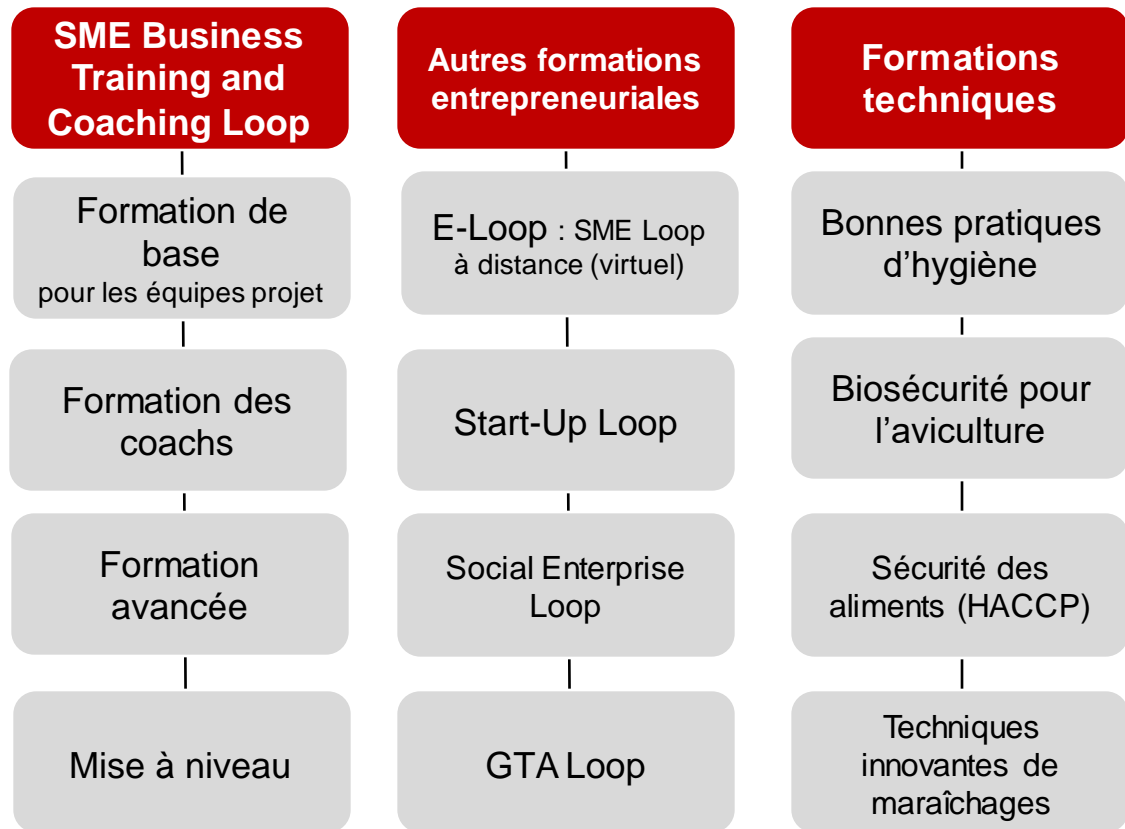 SME Business
Training and
Coaching Loop
Formation de
base
pour les équipes projet
Formation des
coachs
Formation
avancée
Mise à niveau
Autres formations
entrepreneuriales
E-Loop : SME Loop
à distance (virtuel)
Start-Up Loop
Social Enterprise
Loop
GTA Loop
Formations
techniques
Bonnes pratiques
d’hygiène
Biosécurité pour
l’aviculture
Sécurité des
aliments (HACCP)
Techniques
innovantes de
maraîchages